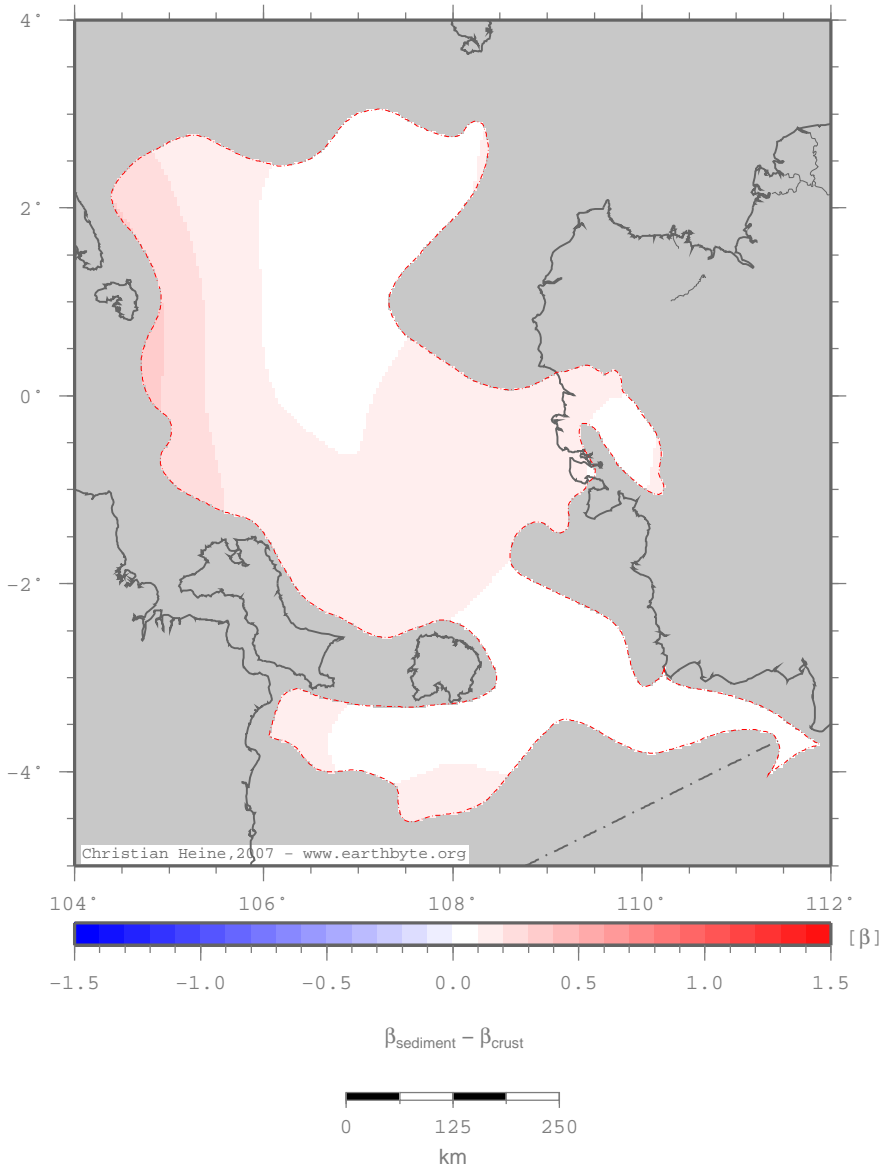 4°
2°
0°
−2°
−4°
Christian Heine,2007 − www.earthbyte.org
104° 106° 108° 110° 112°
[β]
−1.5 −1.0 −0.5 0.0 0.5 1.0 1.5
βsediment − βcrust
0 125 250
km